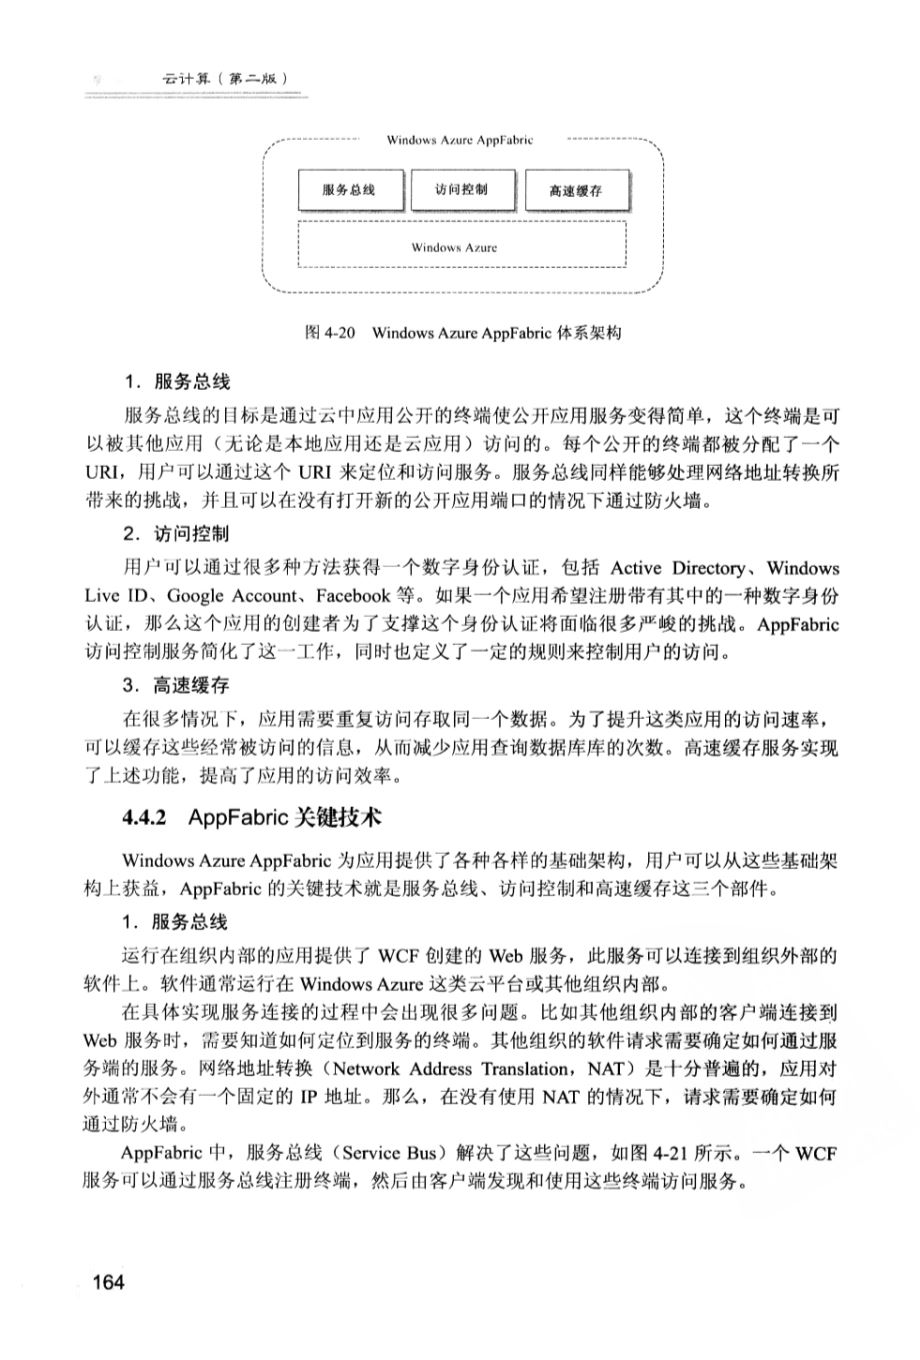 云计算（第二版）
Windows Azure AppFabric
服务总线
访问控制
高速缓存
Windows Azure
图 4-20 Windows Azure AppFabric 体系架构
1．服务总线
服务总线的目标是通过云中应用公开的终端使公开应用服务变得简单，这个终端是可
以被其他应用（无论是本地应用还是云应用）访问的。每个公开的终端都被分配了一个
URI，用户可以通过这个 URI 来定位和访问服务。服务总线同样能够处理网络地址转换所
带来的挑战，并且可以在没有打开新的公开应用端口的情况下通过防火墙。
2．访问控制
用户可以通过很多种方法获得一个数字身份认证，包括 Active Directory、Windows
Live ID、Google Account、Facebook 等。如果一个应用希望注册带有其中的一种数字身份
认证，那么这个应用的创建者为了支撑这个身份认证将面临很多严峻的挑战。AppFabric
访问控制服务简化了这一工作，同时也定义了一定的规则来控制用户的访问。
3．高速缓存
在很多情况下，应用需要重复访问存取同一个数据。为了提升这类应用的访问速率，
可以缓存这些经常被访问的信息，从而减少应用查询数据库库的次数。高速缓存服务实现
了上述功能，提高了应用的访问效率。
4.4.2 AppFabric 关键技术
Windows Azure AppFabric 为应用提供了各种各样的基础架构，用户可以从这些基础架
构上获益，AppFabric 的关键技术就是服务总线、访问控制和高速缓存这三个部件。
1．服务总线
运行在组织内部的应用提供了 WCF 创建的 Web 服务，此服务可以连接到组织外部的
软件上。软件通常运行在 Windows Azure 这类云平台或其他组织内部。
在具体实现服务连接的过程中会出现很多问题。比如其他组织内部的客户端连接到
Web 服务时，需要知道如何定位到服务的终端。其他组织的软件请求需要确定如何通过服
务端的服务。网络地址转换（Network Address Translation，NAT）是十分普遍的，应用对
外通常不会有一个固定的 IP 地址。那么，在没有使用 NAT 的情况下，请求需要确定如何
通过防火墙。
AppFabric 中，服务总线（Service Bus）解决了这些问题，如图 4-21 所示。一个 WCF
服务可以通过服务总线注册终端，然后由客户端发现和使用这些终端访问服务。
164